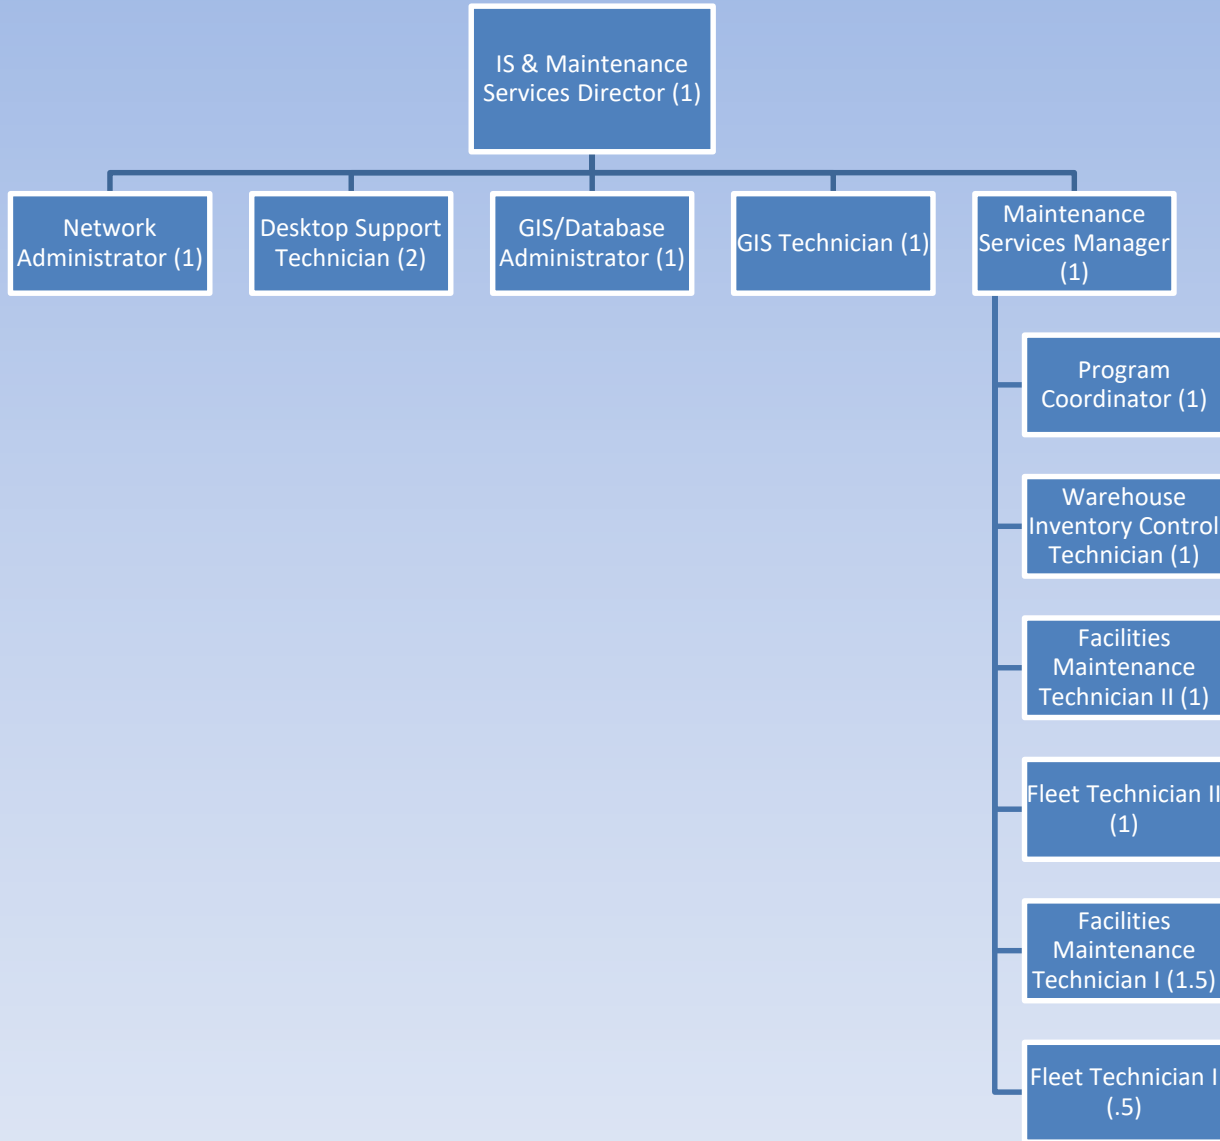 IS & Maintenance
Services Director (1)
Network
Administrator (1)
Desktop Support
Technician (2)
GIS/Database
Administrator (1)
GIS Technician (1)
Maintenance
Services Manager
(1)
Program
Coordinator (1)
Warehouse
Inventory Control
Technician (1)
Facilities
Maintenance
Technician II (1)
Fleet Technician II
(1)
Facilities
Maintenance
Technician I (1.5)
Fleet Technician I
(.5)